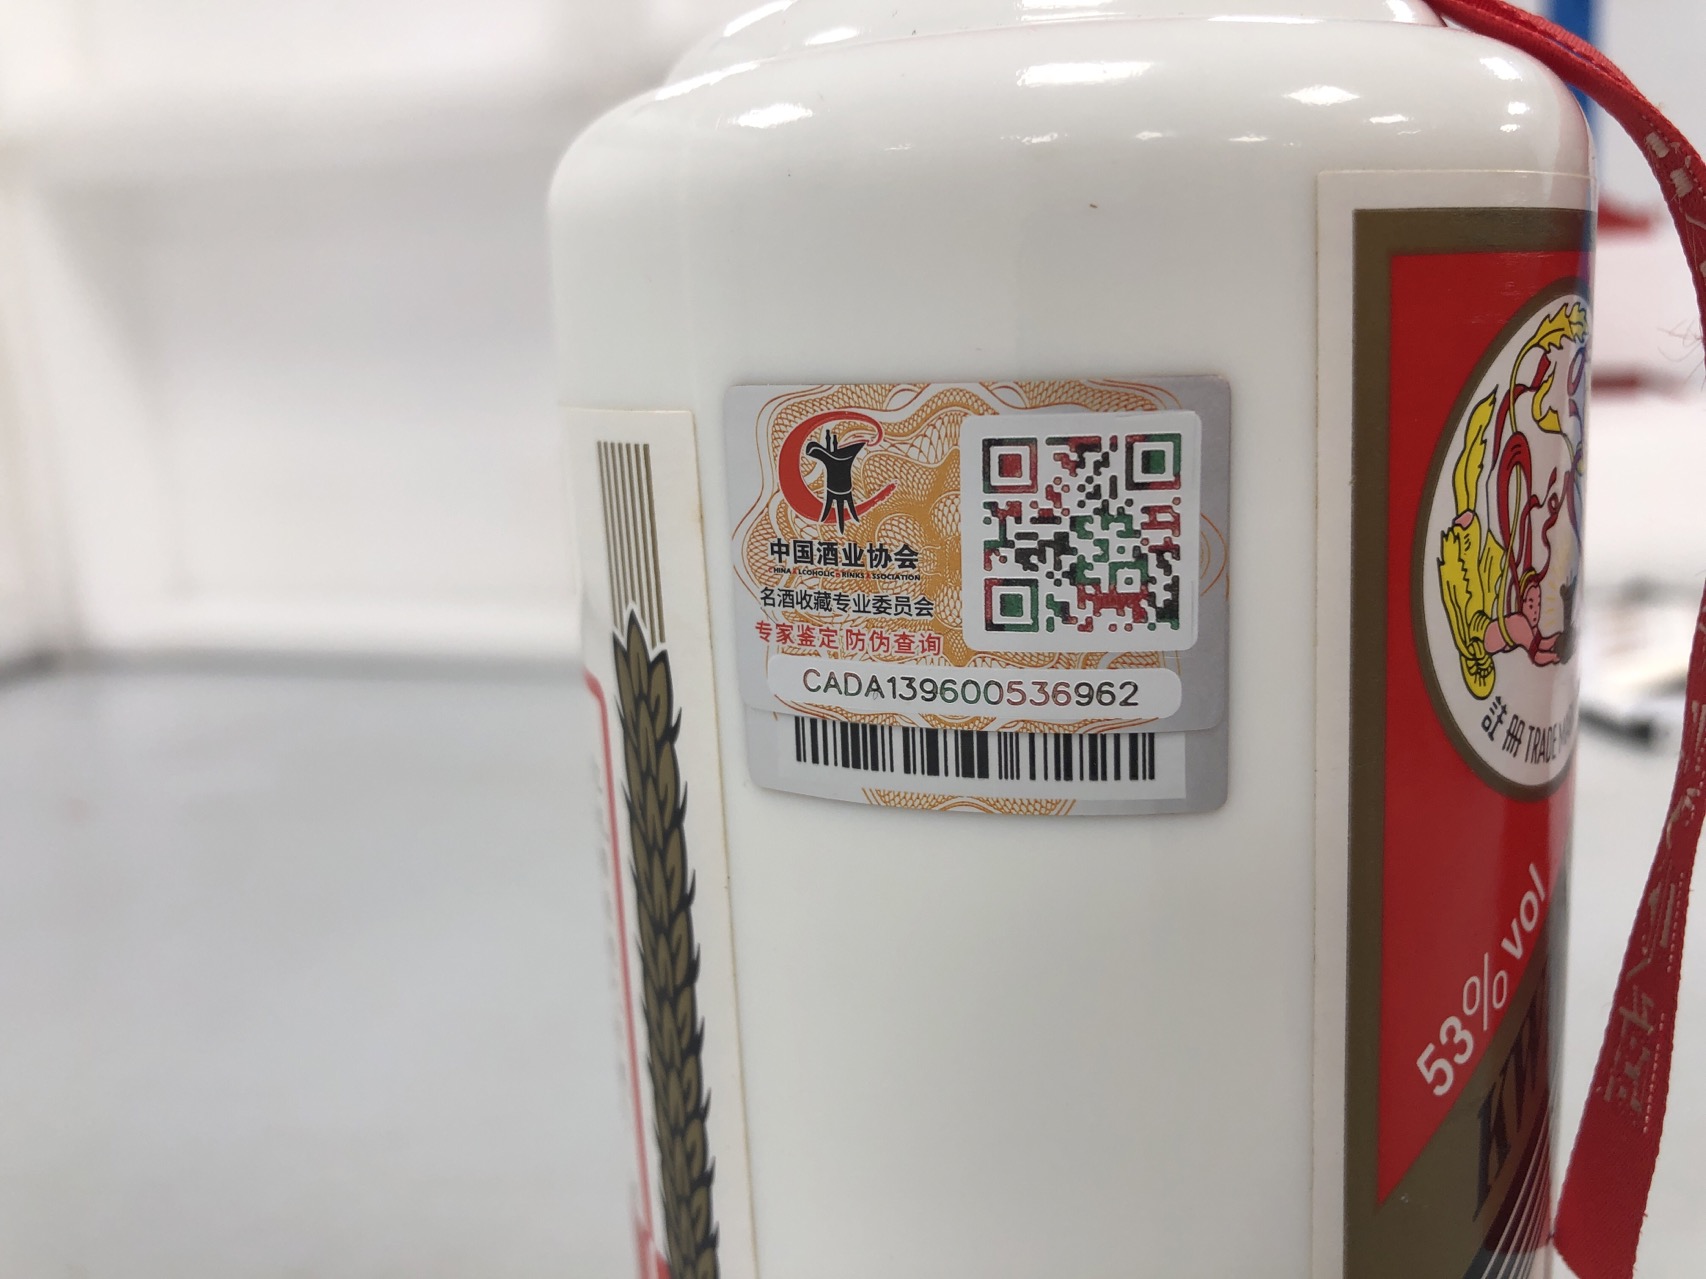 中国酒业协会
CHINA ALCOHOLIC DRINKS ASSOCIATION
名酒收藏专业委员会
专家鉴定 防伪查询
CADA139600536962
註册 TRADE
53% vol